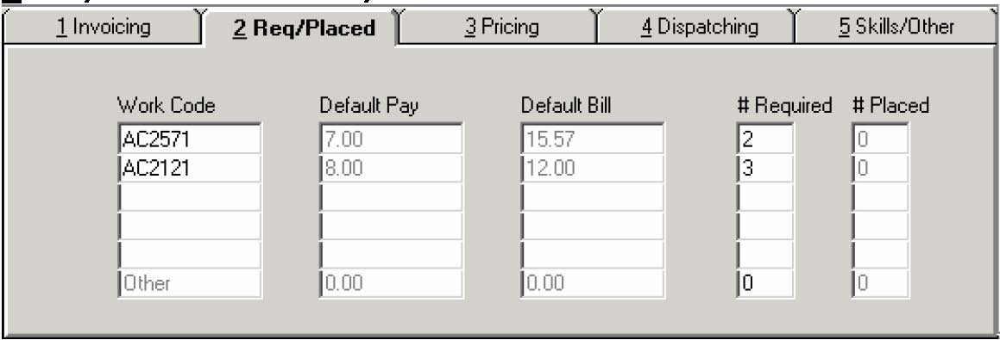 1 Invoicing 2 Req/Placed 3 Pricing 4 Dispatching 5 Skills/Other
Work Code Default Pay Default Bill # Required # Placed
AC2571 7.00 15.57 2 0
AC2121 8.00 12.00 3 0
Other 0.00 0.00 0 0